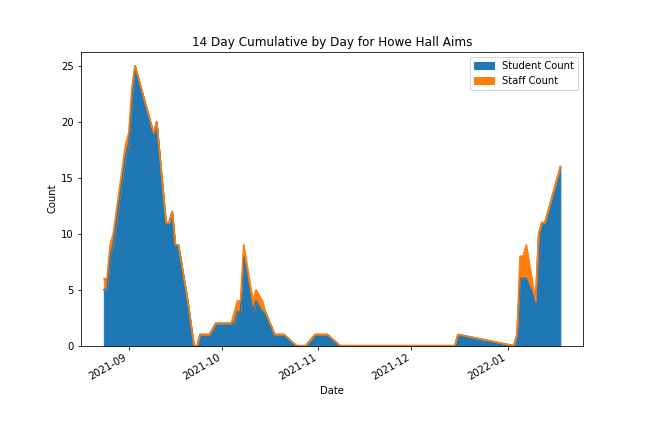 14 Day Cumulative by Day for Howe Hall Aims
Student Count
Staff Count
Count
25
20
15
10
5
0
2021-09
2021-10
2021-11
2021-12
2022-01
Date